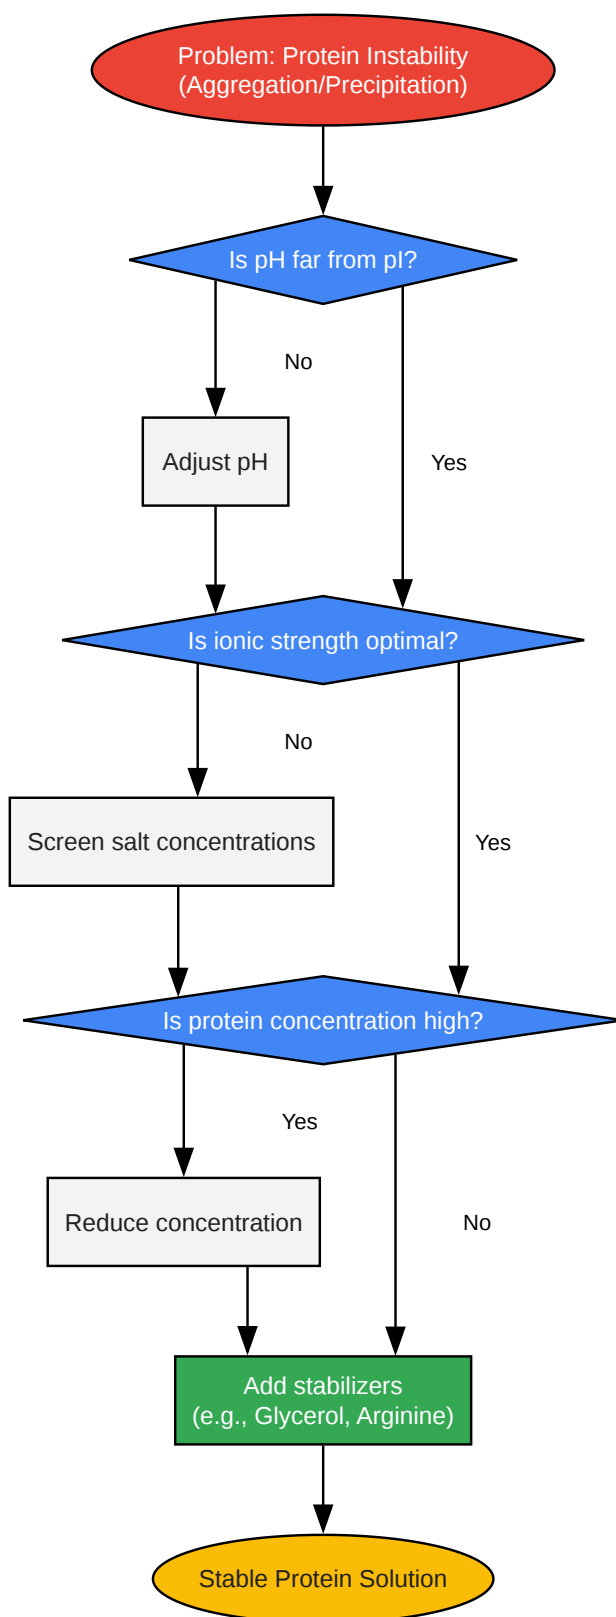 Problem: Protein Instability
(Aggregation/Precipitation)
Is pH far from pI?
No
Adjust pH
Yes
Is ionic strength optimal?
No
Screen salt concentrations
Yes
Is protein concentration high?
Yes
Reduce concentration
No
Add stabilizers
(e.g., Glycerol, Arginine)
Stable Protein Solution